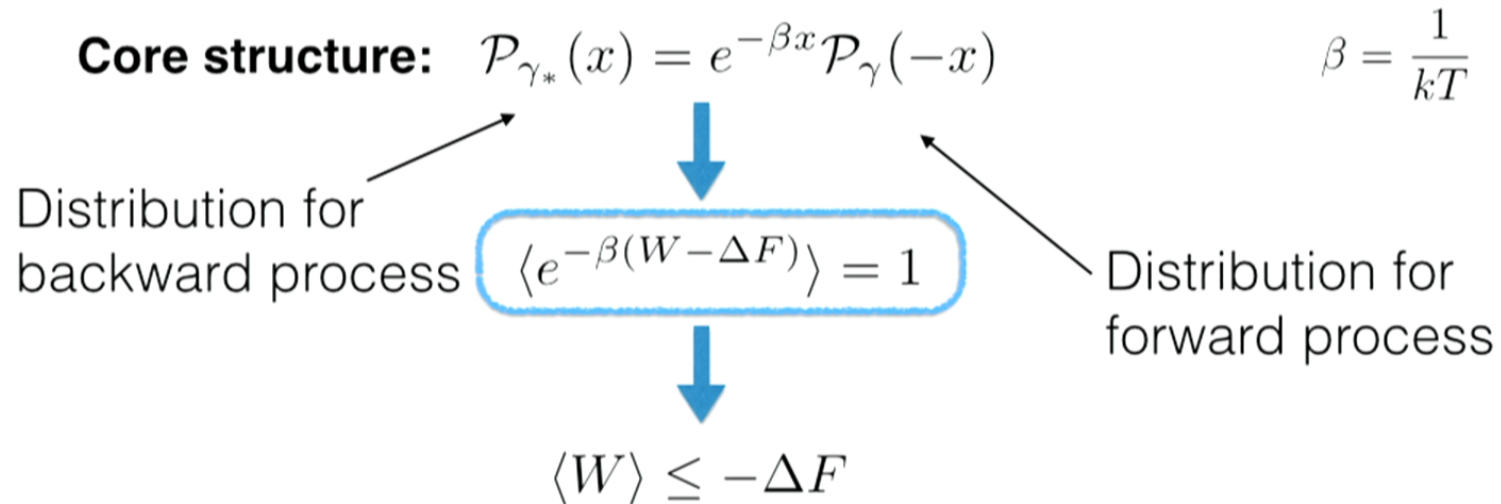 Core structure: 𝒫_{γ_*}(x) = e^{−βx}𝒫_γ(−x)
β = 1/kT
Distribution for
backward process
⟨e^{−β(W−ΔF)}⟩ = 1
Distribution for
forward process
⟨W⟩ ≤ −ΔF